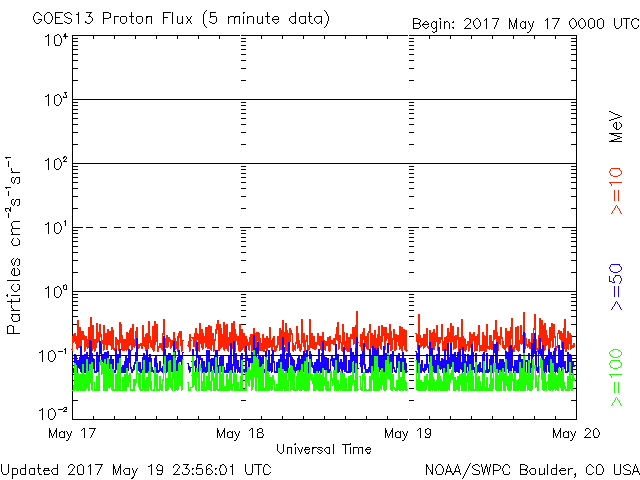 GOES13 Proton Flux (5 minute data)
Begin: 2017 May 17 0000 UTC
10⁴
10³
10²
10¹
10⁰
10⁻¹
10⁻²
Particles cm⁻²s⁻¹sr⁻¹
MeV
>=10
>=50
>=100
May 17
May 18
May 19
May 20
Universal Time
Updated 2017 May 19 23:56:01 UTC
NOAA/SWPC Boulder, CO USA